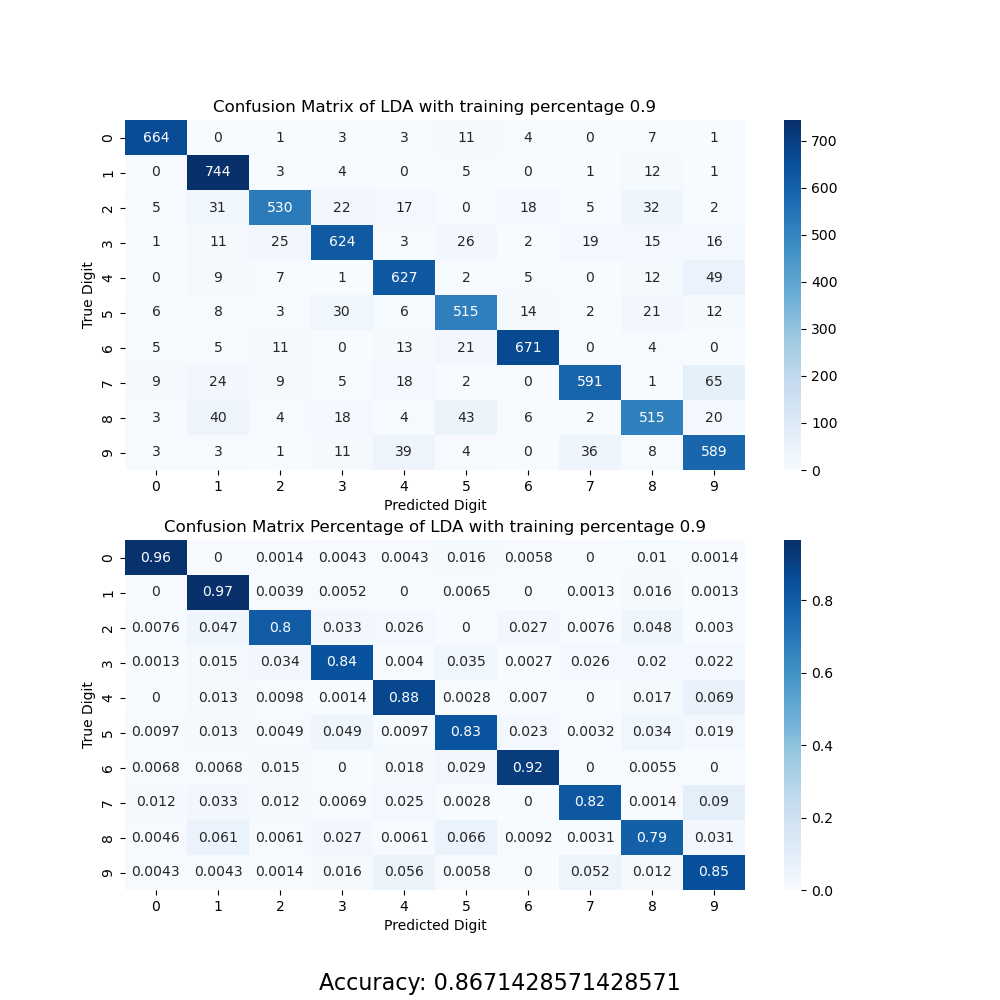 Confusion Matrix of LDA with training percentage 0.9
0 664 0 1 3 3 11 4 0 7 1
1 0 744 3 4 0 5 0 1 12 1
2 5 31 530 22 17 0 18 5 32 2
3 1 11 25 624 3 26 2 19 15 16
4 0 9 7 1 627 2 5 0 12 49
5 6 8 3 30 6 515 14 2 21 12
6 5 5 11 0 13 21 671 0 4 0
7 9 24 9 5 18 2 0 591 1 65
8 3 40 4 18 4 43 6 2 515 20
9 3 3 1 11 39 4 0 36 8 589
0 1 2 3 4 5 6 7 8 9
True Digit
Predicted Digit
700
600
500
400
300
200
100
0
Confusion Matrix Percentage of LDA with training percentage 0.9
0 0.96 0 0.0014 0.0043 0.0043 0.016 0.0058 0 0.01 0.0014
1 0 0.97 0.0039 0.0052 0 0.0065 0 0.0013 0.016 0.0013
2 0.0076 0.047 0.8 0.033 0.026 0 0.027 0.0076 0.048 0.003
3 0.0013 0.015 0.034 0.84 0.004 0.035 0.0027 0.026 0.02 0.022
4 0 0.013 0.0098 0.0014 0.88 0.0028 0.007 0 0.017 0.069
5 0.0097 0.013 0.0049 0.049 0.0097 0.83 0.023 0.0032 0.034 0.019
6 0.0068 0.0068 0.015 0 0.018 0.029 0.92 0 0.0055 0
7 0.012 0.033 0.012 0.0069 0.025 0.0028 0 0.82 0.0014 0.09
8 0.0046 0.061 0.0061 0.027 0.0061 0.066 0.0092 0.0031 0.79 0.031
9 0.0043 0.0043 0.0014 0.016 0.056 0.0058 0 0.052 0.012 0.85
0 1 2 3 4 5 6 7 8 9
True Digit
Predicted Digit
0.8
0.6
0.4
0.2
0.0
Accuracy: 0.8671428571428571